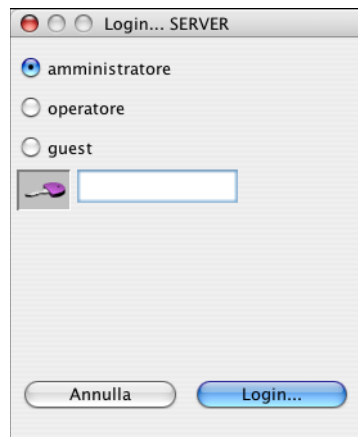 Login... SERVER
amministratore
operatore
guest
Annulla Login...